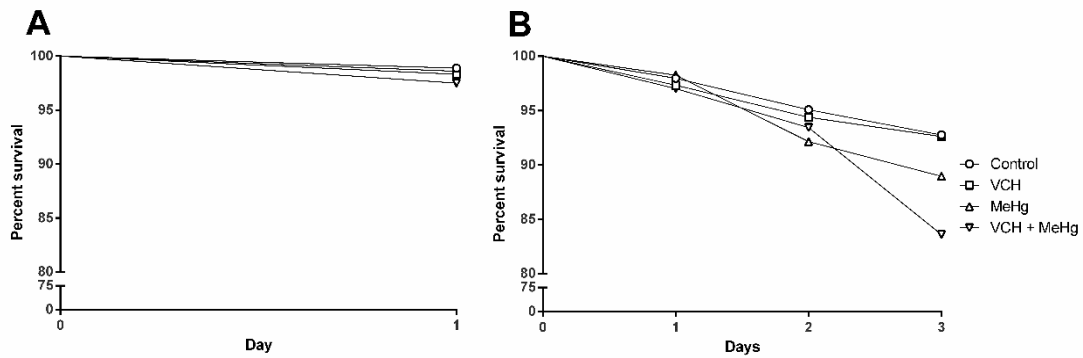 A
Percent survival
100
95
90
85
80
75
0
0 1
Day
B
Percent survival
100
95
90
85
80
75
0
0 1 2 3
Days
Control
VCH
MeHg
VCH + MeHg